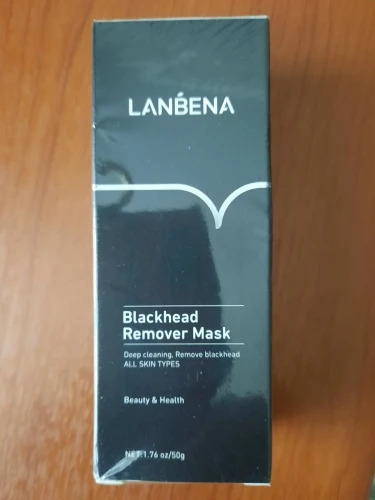 LANBENA
Blackhead
Remover Mask
Deep cleaning, Remove blackhead
ALL SKIN TYPES
Beauty & Health
NET:1.76 oz/50g